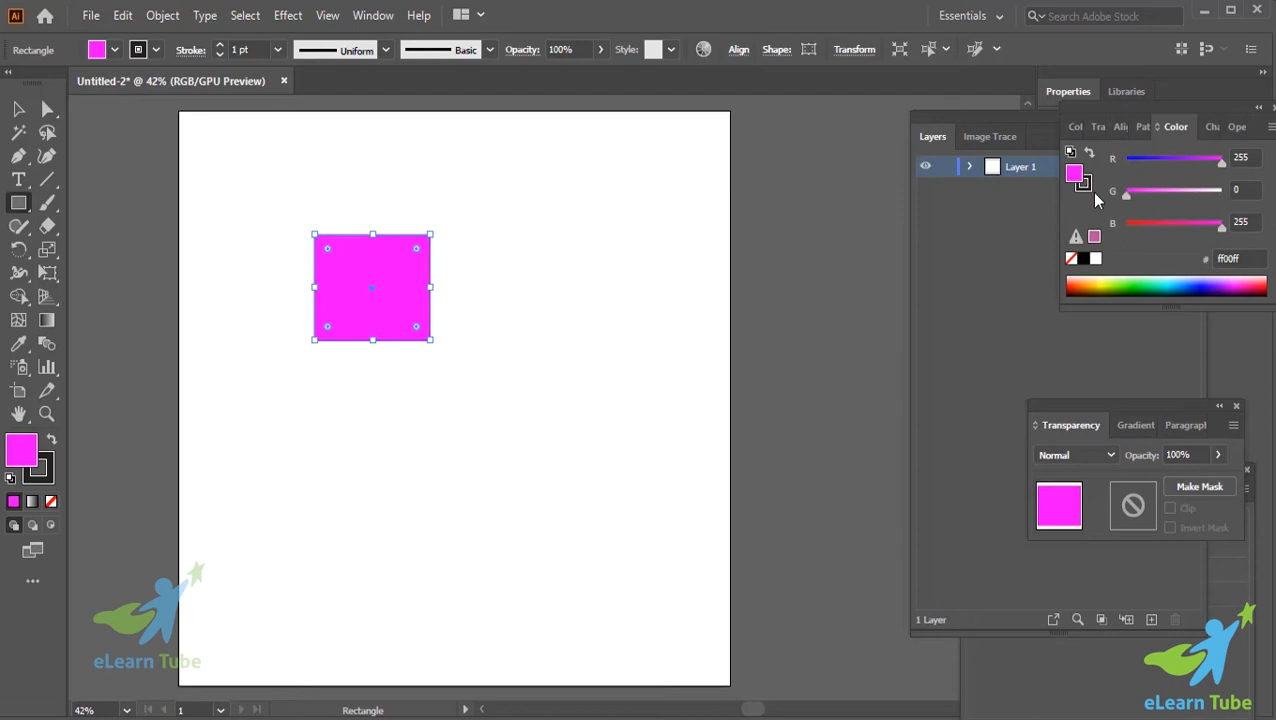 Ai File Edit Object Type Select Effect View Window Help Essentials Search Adobe Stock
Rectangle Stroke: 1 pt Uniform Basic Opacity: 100% Style: Align Shape: Transform
Untitled-2* @ 42% (RGB/GPU Preview) Properties Libraries
Layers Image Trace Col Tra Alig Pat Color Cha Ope
Layer 1
R 255
G 0
B 255
# ff00ff
Transparency Gradient Paragraph
Normal Opacity: 100%
Make Mask
Clip
Invert Mask
1 Layer
eLearn Tube
eLearn Tube
42% 1 Rectangle